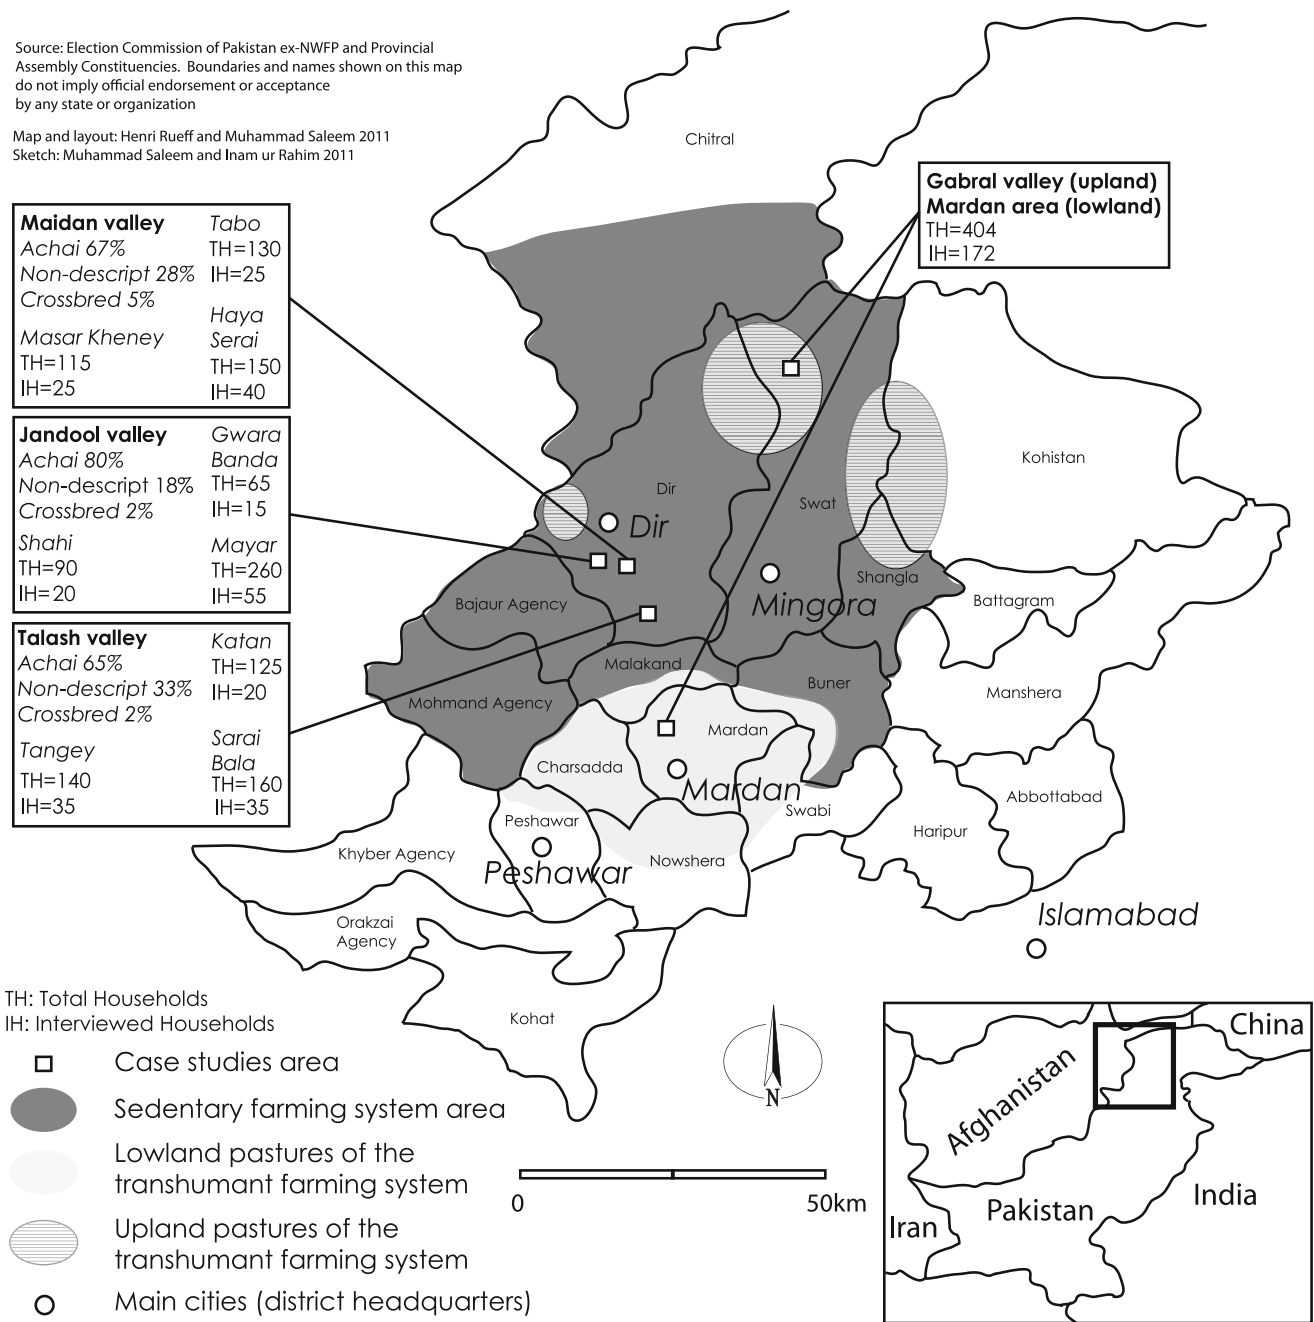 Source: Election Commission of Pakistan ex-NWFP and Provincial
Assembly Constituencies. Boundaries and names shown on this map
do not imply official endorsement or acceptance
by any state or organization
Map and layout: Henri Rueff and Muhammad Saleem 2011
Sketch: Muhammad Saleem and Inam ur Rahim 2011
Chitral
Gabral valley (upland)
Mardan area (lowland)
TH=404
IH=172
Maidan valley
Achai 67%
Non-descript 28%
Crossbred 5%
Masar Kheney
TH=115
IH=25
Tabo
TH=130
IH=25
Haya
Serai
TH=150
IH=40
Jandool valley
Achai 80%
Non-descript 18%
Crossbred 2%
Shahi
TH=90
IH=20
Gwara
Banda
TH=65
IH=15
Mayar
TH=260
IH=55
Talash valley
Achai 65%
Non-descript 33%
Crossbred 2%
Tangey
TH=140
IH=35
Katan
TH=125
IH=20
Sarai
Bala
TH=160
IH=35
Kohistan
Dir
Swat
Dir
Mingora
Shangla
Bajaur Agency
Battagram
Malakand
Buner
Manshera
Mohmand Agency
Mardan
Charsadda
Mardan
Swabi
Abbottabad
Haripur
Peshawar
Khyber Agency
Nowshera
Peshawar
Orakzai
Agency
Islamabad
Kohat
TH: Total Households
IH: Interviewed Households
Case studies area
Sedentary farming system area
Lowland pastures of the
transhumant farming system
Upland pastures of the
transhumant farming system
Main cities (district headquarters)
N
0
50km
China
Afghanistan
India
Pakistan
Iran